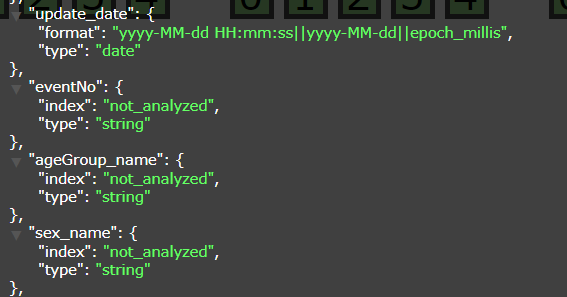 "update_date": {
"format": "yyyy-MM-dd HH:mm:ss||yyyy-MM-dd||epoch_millis",
"type": "date"
},
"eventNo": {
"index": "not_analyzed",
"type": "string"
},
"ageGroup_name": {
"index": "not_analyzed",
"type": "string"
},
"sex_name": {
"index": "not_analyzed",
"type": "string"
},